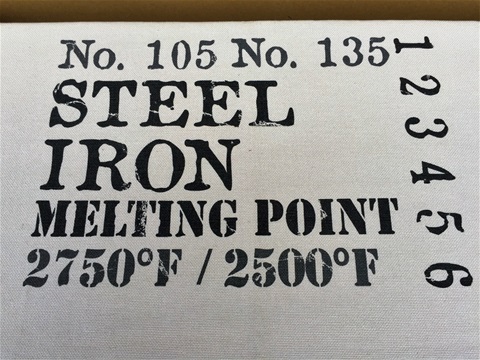 No. 105 No. 135
STEEL
IRON
MELTING POINT
2750°F / 2500°F
1 2 3 4 5 6